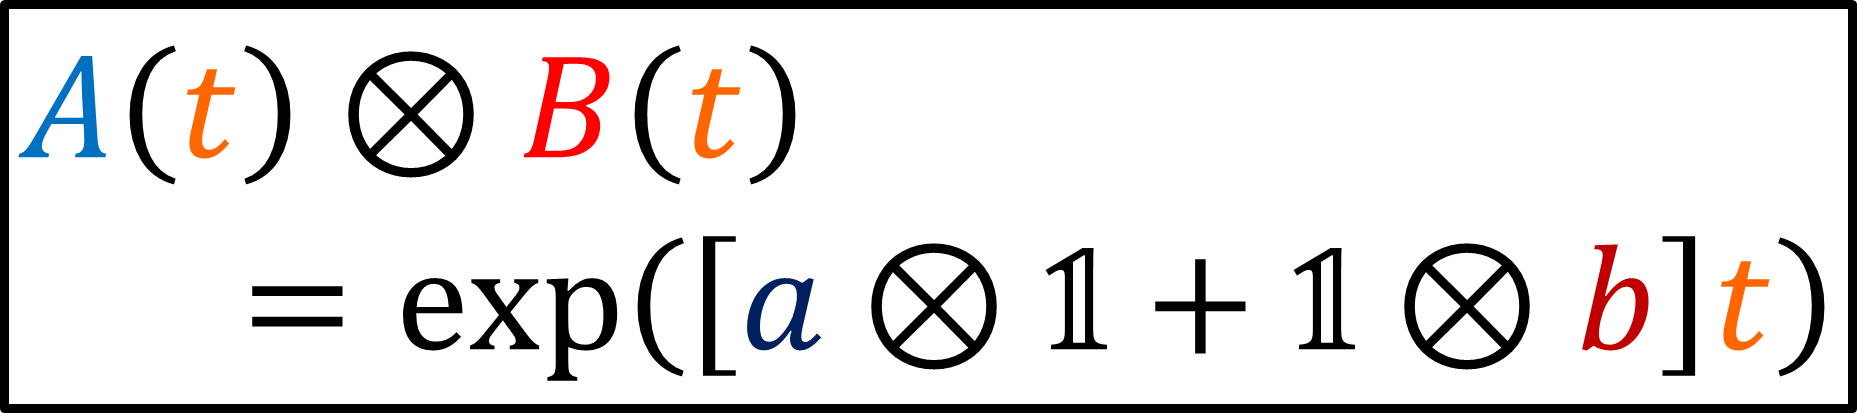 A(t) ⊗ B(t)
= exp([a ⊗ 𝟙 + 𝟙 ⊗ b]t)